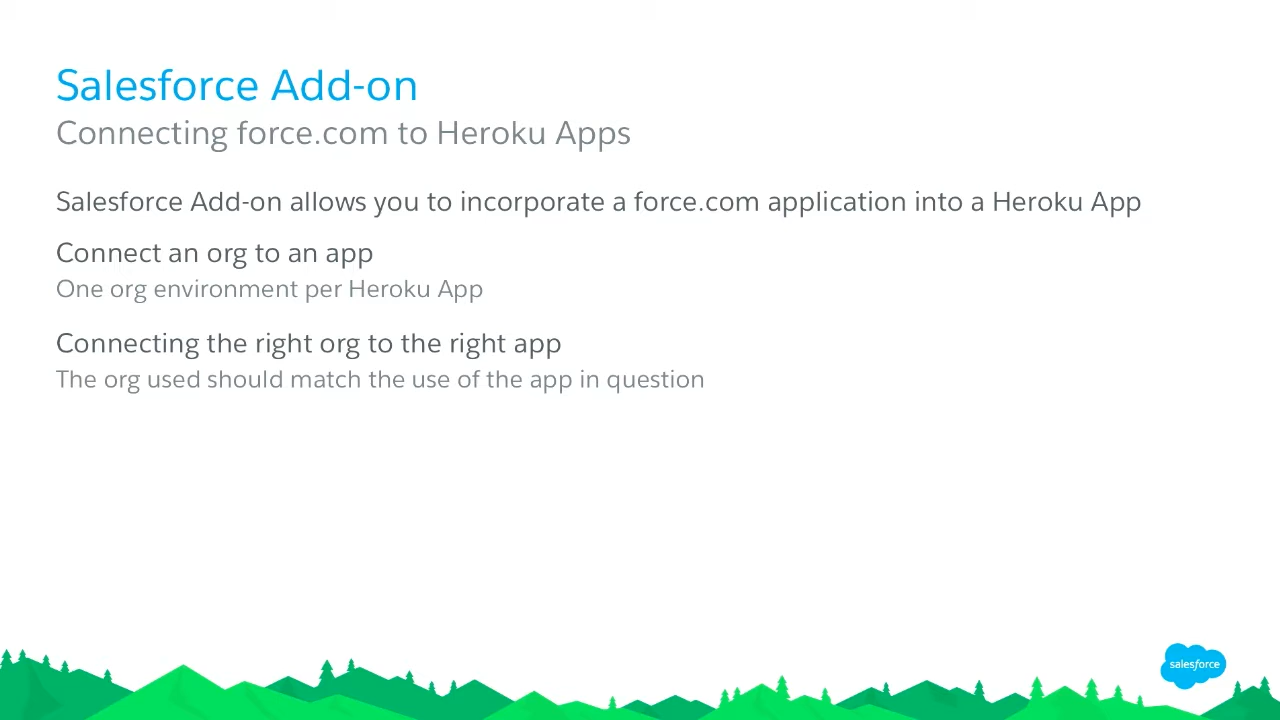 Salesforce Add-on
Connecting force.com to Heroku Apps
Salesforce Add-on allows you to incorporate a force.com application into a Heroku App
Connect an org to an app
One org environment per Heroku App
Connecting the right org to the right app
The org used should match the use of the app in question
salesforce